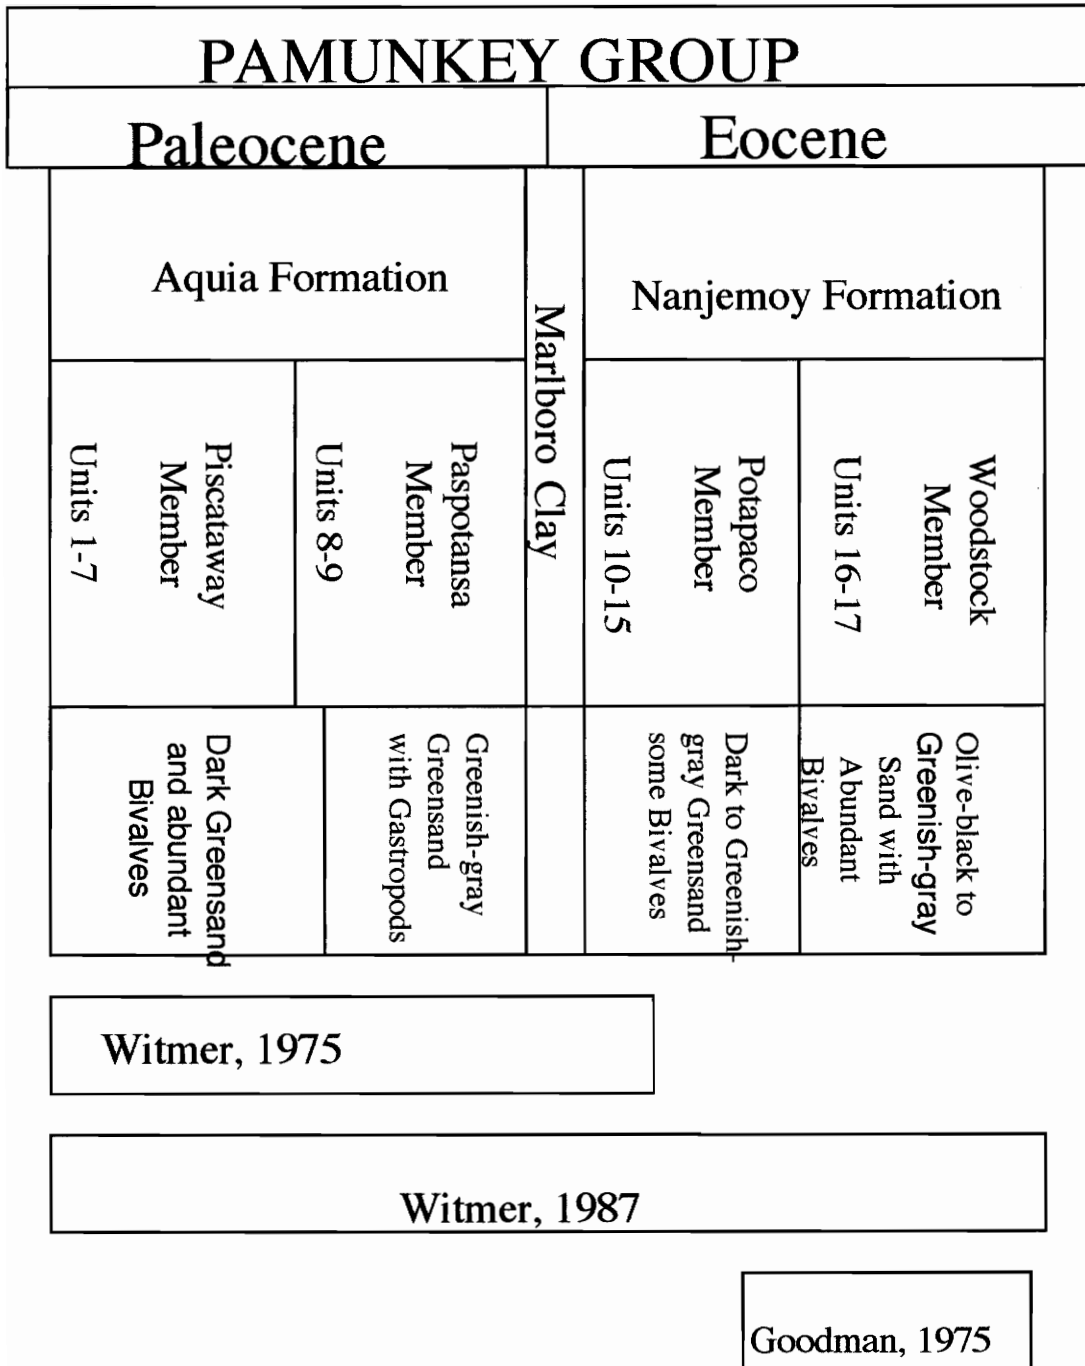 PAMUNKEY GROUP
Paleocene
Eocene
Aquia Formation
Marlboro Clay
Nanjemoy Formation
Piscataway
Member
Units 1-7
Paspotansa
Member
Units 8-9
Potapaco
Member
Units 10-15
Woodstock
Member
Units 16-17
Dark Greensand
and abundant
Bivalves
Greenish-gray
Greensand
with Gastropods
Dark to Greenish-
gray Greensand
some Bivalves
Olive-black to
Greenish-gray
Sand with
Abundant
Bivalves
Witmer, 1975
Witmer, 1987
Goodman, 1975